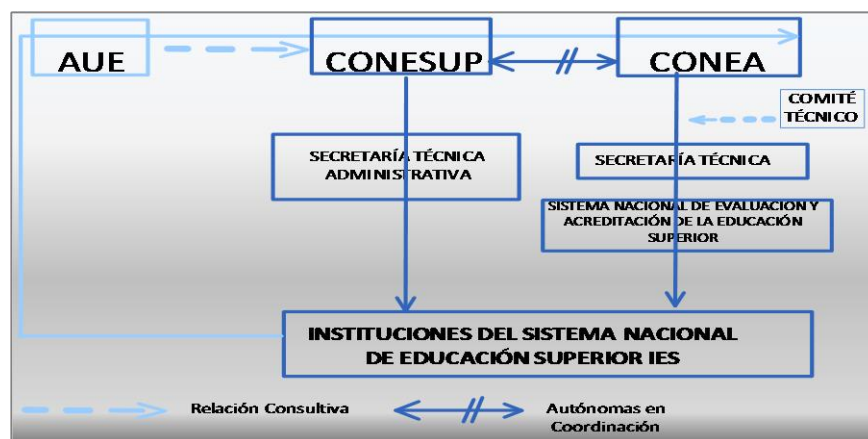 AUE
CONESUP
CONEA
COMITÉ
TÉCNICO
SECRETARÍA TÉCNICA
ADMINISTRATIVA
SECRETARÍA TÉCNICA
SISTEMA NACIONAL DE EVALUACION Y
ACREDITACIÓN DE LA EDUCACIÓN
SUPERIOR
INSTITUCIONES DEL SISTEMA NACIONAL
DE EDUCACIÓN SUPERIOR IES
Relación Consultiva
Autónomas en
Coordinación